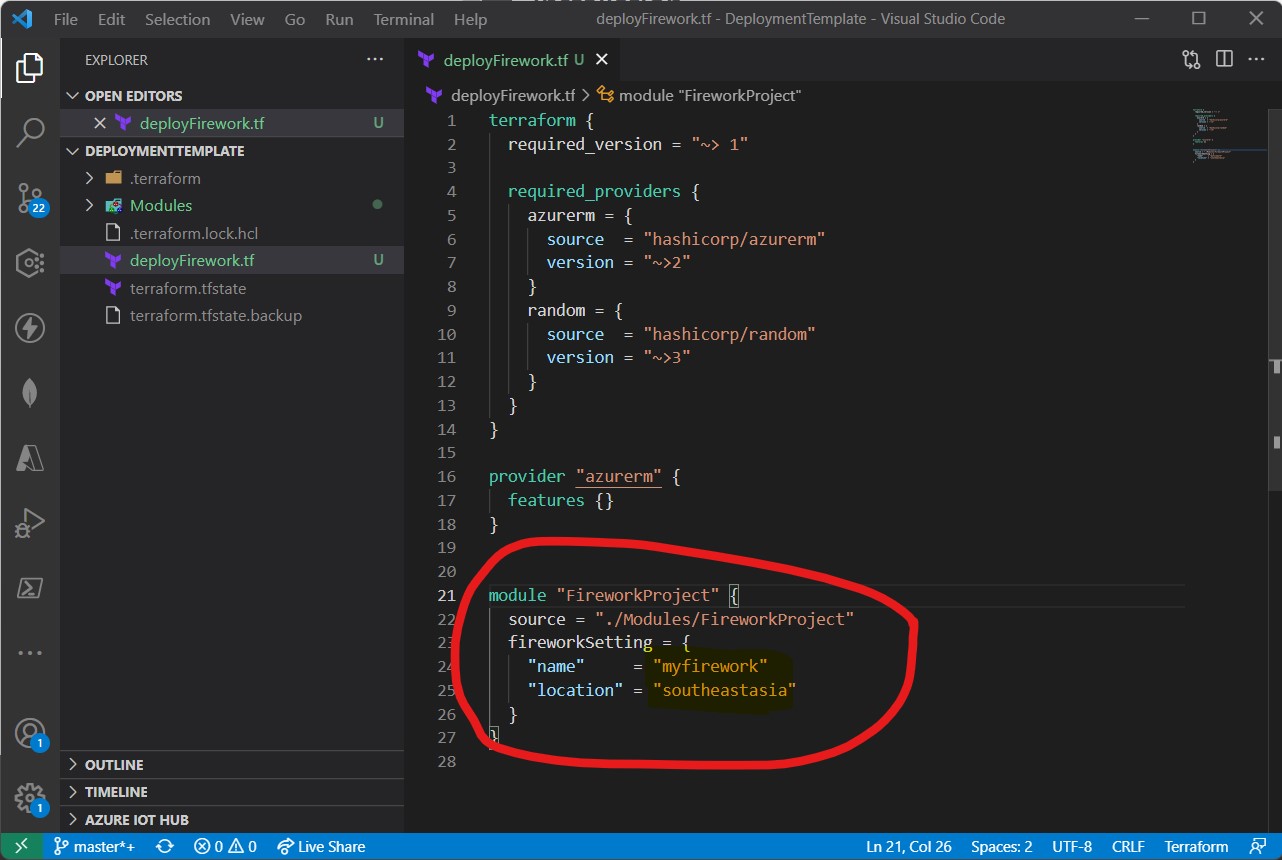 File Edit Selection View Go Run Terminal Help deployFirework.tf - DeploymentTemplate - Visual Studio Code
EXPLORER
OPEN EDITORS
deployFirework.tf U
DEPLOYMENTTEMPLATE
.terraform
Modules
.terraform.lock.hcl
deployFirework.tf U
terraform.tfstate
terraform.tfstate.backup
OUTLINE
TIMELINE
AZURE IOT HUB
22
1
1
deployFirework.tf U
deployFirework.tf > module "FireworkProject"
1 terraform {
2   required_version = "~> 1"
3
4   required_providers {
5     azurerm = {
6       source  = "hashicorp/azurerm"
7       version = "~>2"
8     }
9     random = {
10       source  = "hashicorp/random"
11       version = "~>3"
12     }
13   }
14 }
15
16 provider "azurerm" {
17   features {}
18 }
19
20
21 module "FireworkProject" {
22   source = "./Modules/FireworkProject"
23   fireworkSetting = {
24     "name"     = "myfirework"
25     "location" = "southeastasia"
26   }
27 }
28
master*+ 0 0 Live Share Ln 21, Col 26 Spaces: 2 UTF-8 CRLF Terraform